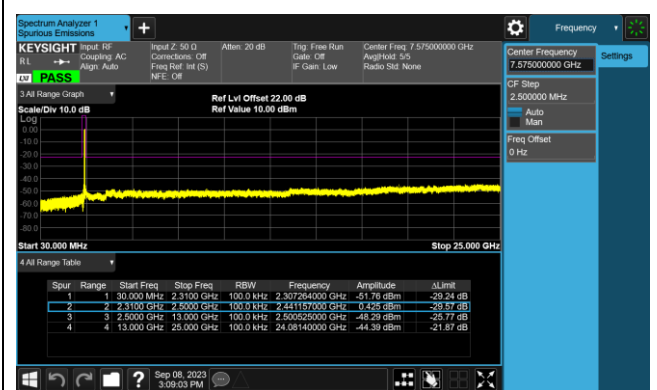 Spectrum Analyzer 1
Spurious Emissions
+
Frequency
KEYSIGHT
RL
LXI PASS
Input: RF
Coupling: AC
Align: Auto
Input Z: 50 Ω
Corrections: Off
Freq Ref: Int (S)
NFE: Off
Atten: 20 dB
Trig: Free Run
Gate: Off
IF Gain: Low
Center Freq: 7.575000000 GHz
Avg|Hold: 5/5
Radio Std: None
Center Frequency
7.575000000 GHz
Settings
CF Step
2.500000 MHz
Auto
Man
Freq Offset
0 Hz
3 All Range Graph
Scale/Div 10.0 dB
Ref Lvl Offset 22.00 dB
Ref Value 10.00 dBm
Log
0.00
-10.0
-20.0
-30.0
-40.0
-50.0
-60.0
-70.0
-80.0
Start 30.000 MHz
Stop 25.000 GHz
4 All Range Table
Spur Range Start Freq Stop Freq RBW Frequency Amplitude ΔLimit
1 1 30.000 MHz 2.3100 GHz 100.0 kHz 2.307264000 GHz -51.76 dBm -29.24 dB
2 2 2.3100 GHz 2.5000 GHz 100.0 kHz 2.441157000 GHz 0.425 dBm -29.57 dB
3 3 2.5000 GHz 13.000 GHz 100.0 kHz 2.500525000 GHz -48.29 dBm -25.77 dB
4 4 13.000 GHz 25.000 GHz 100.0 kHz 24.08140000 GHz -44.39 dBm -21.87 dB
?
Sep 08, 2023
3:09:03 PM